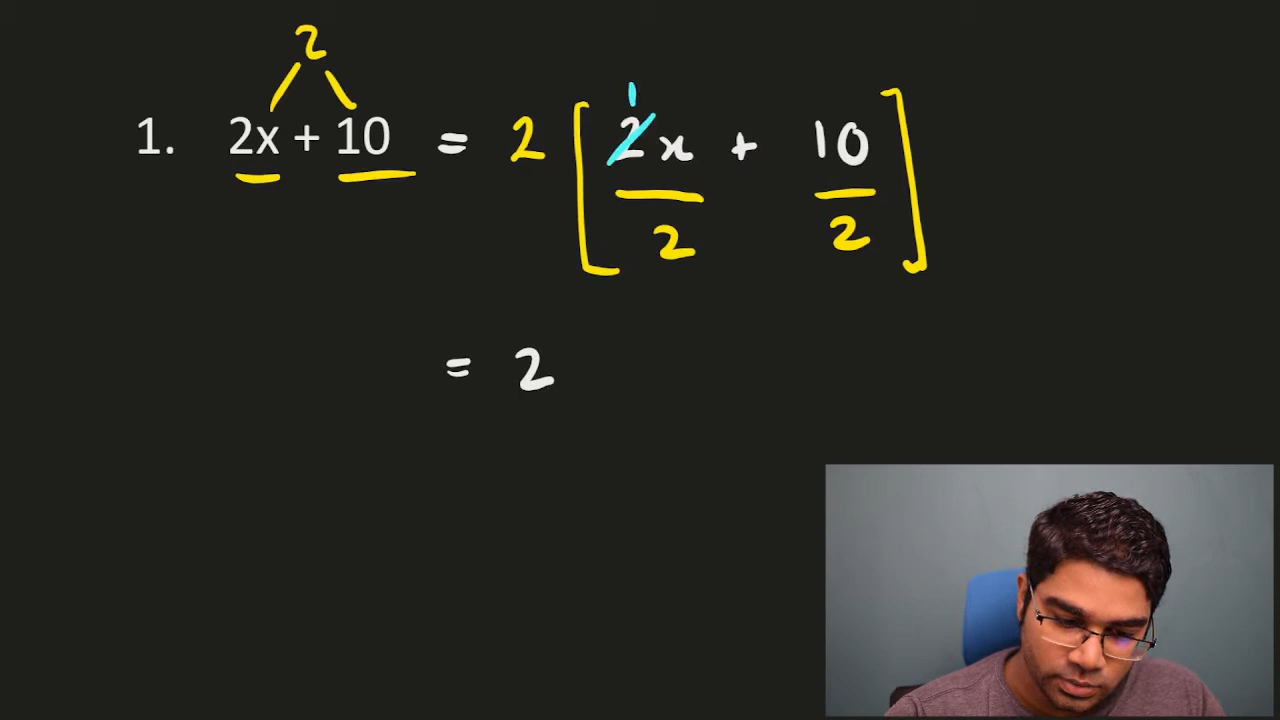 2
1. 2x + 10 = 2 [ 2x/2 + 10/2 ]
1
= 2